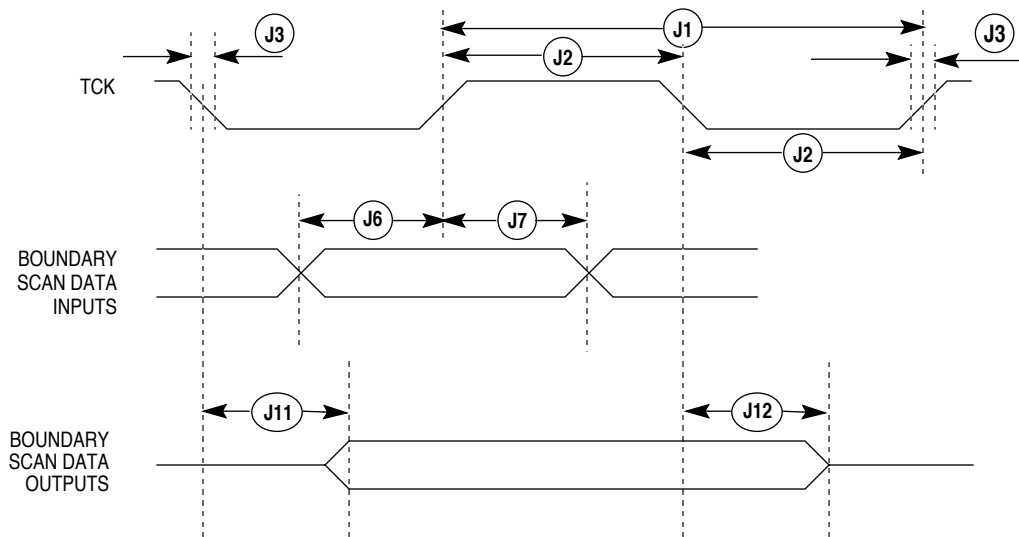 J3
J1
J2
J3
TCK
J2
J6
J7
BOUNDARY
SCAN DATA
INPUTS
J11
J12
BOUNDARY
SCAN DATA
OUTPUTS